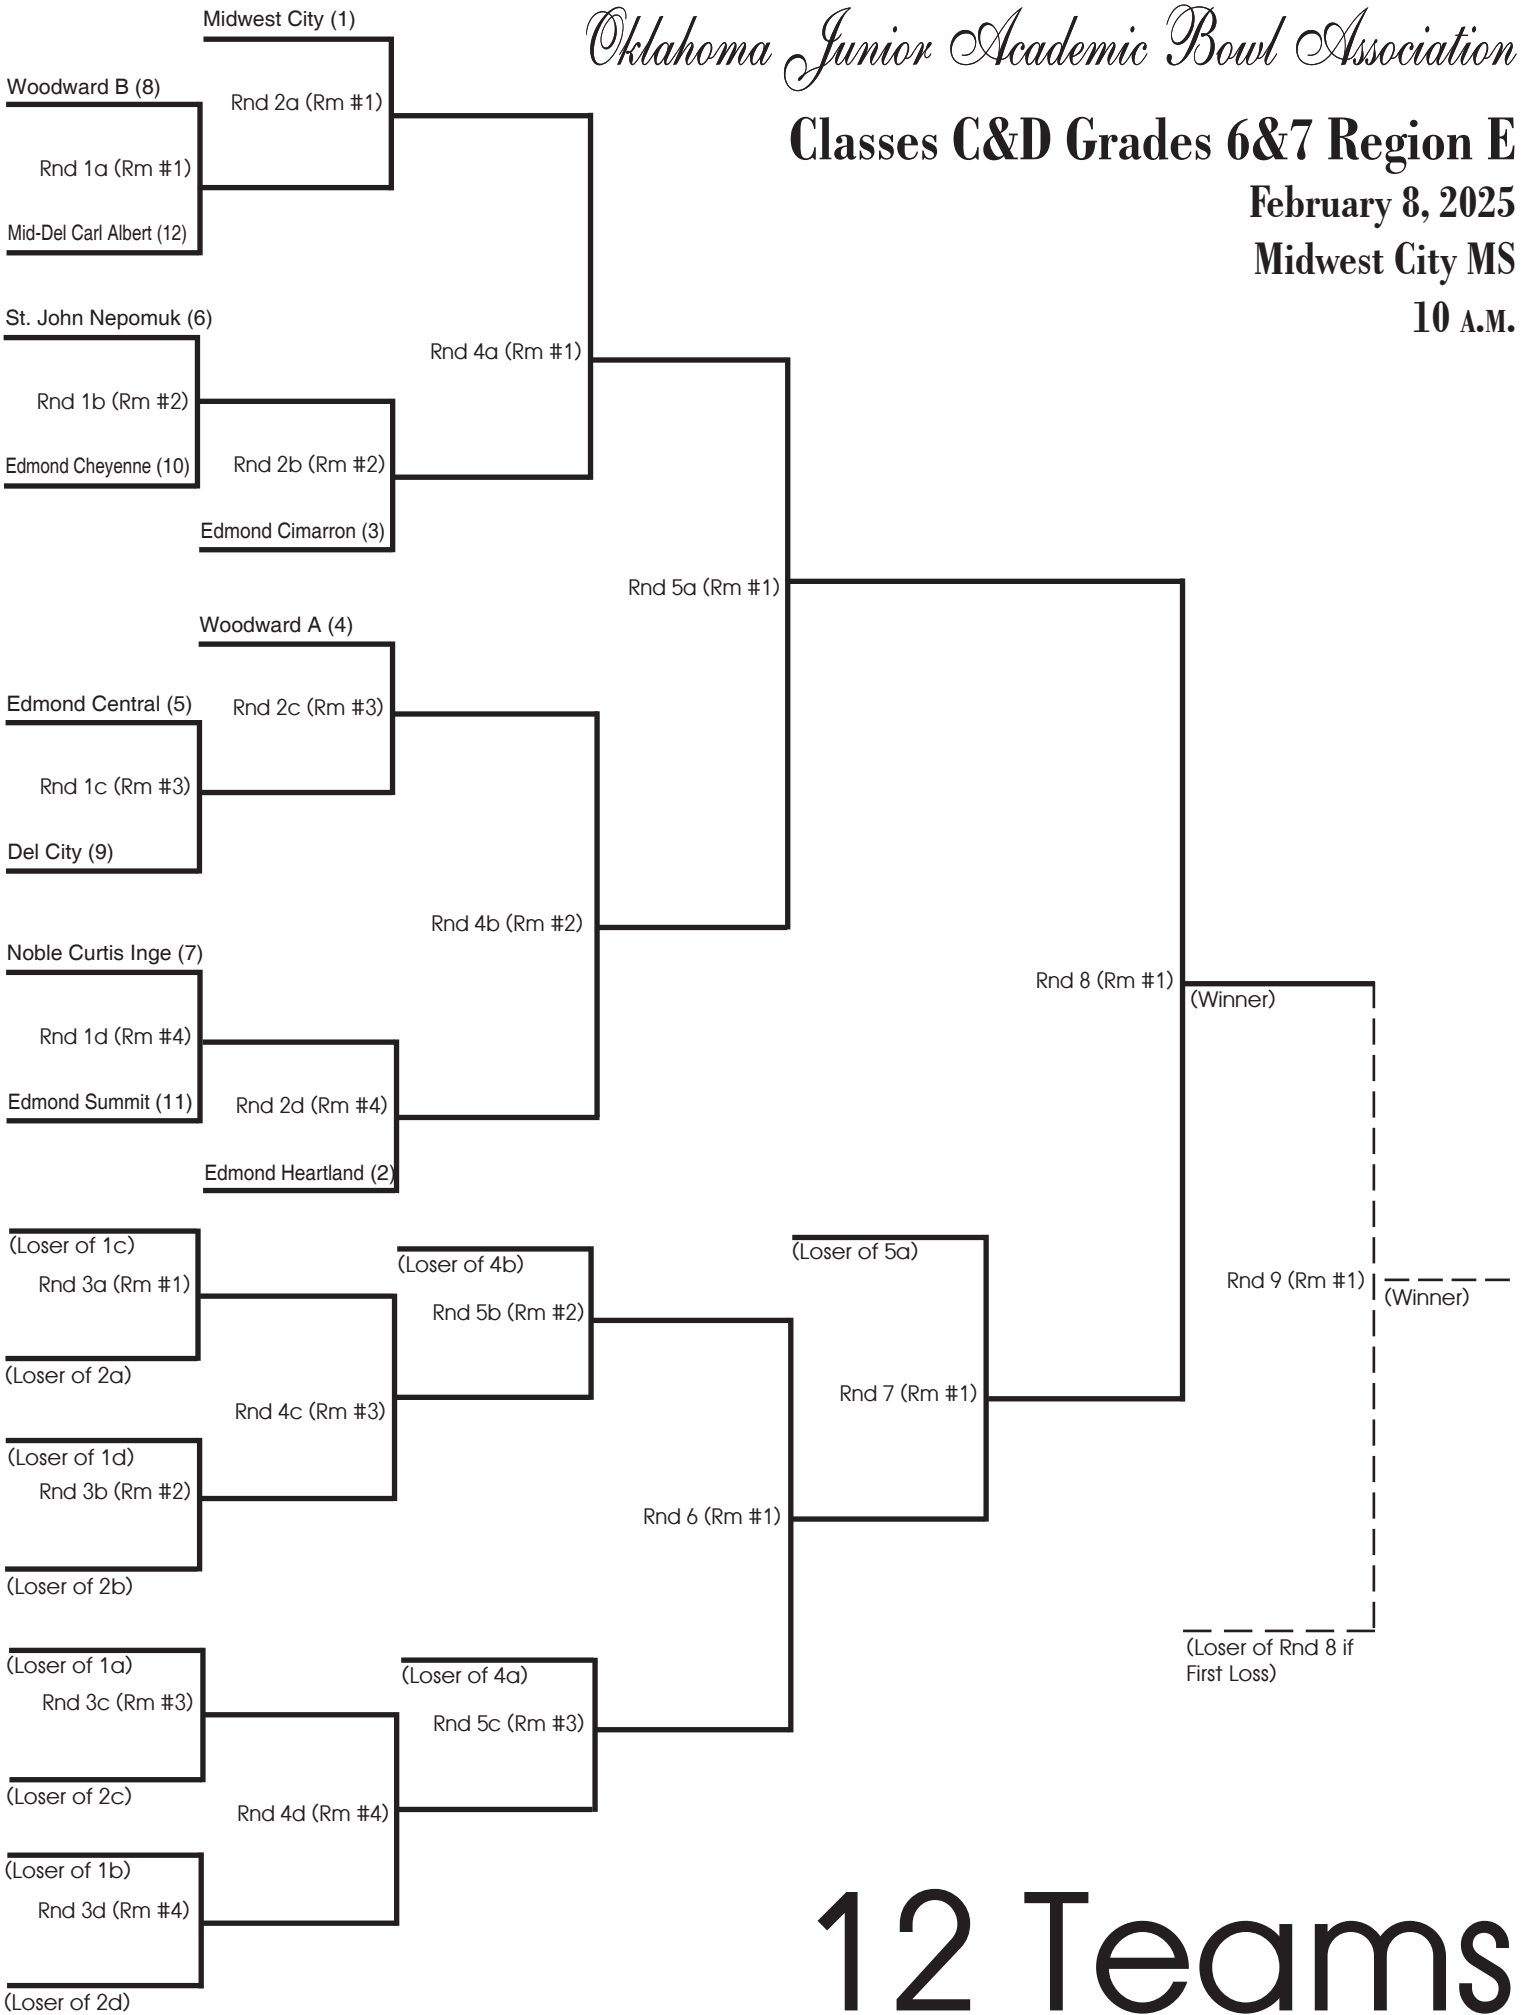 Oklahoma Junior Academic Bowl Association
Classes C&D Grades 6&7 Region E
February 8, 2025
Midwest City MS
10 A.M.
Midwest City (1)
Woodward B (8)
Rnd 2a (Rm #1)
Rnd 1a (Rm #1)
Mid-Del Carl Albert (12)
St. John Nepomuk (6)
Rnd 4a (Rm #1)
Rnd 1b (Rm #2)
Edmond Cheyenne (10)
Rnd 2b (Rm #2)
Edmond Cimarron (3)
Rnd 5a (Rm #1)
Woodward A (4)
Edmond Central (5)
Rnd 2c (Rm #3)
Rnd 1c (Rm #3)
Del City (9)
Rnd 4b (Rm #2)
Noble Curtis Inge (7)
Rnd 8 (Rm #1)
(Winner)
Rnd 1d (Rm #4)
Edmond Summit (11)
Rnd 2d (Rm #4)
Edmond Heartland (2)
(Loser of 1c)
Rnd 3a (Rm #1)
(Loser of 2a)
(Loser of 4b)
Rnd 5b (Rm #2)
(Loser of 5a)
Rnd 9 (Rm #1)
(Winner)
Rnd 7 (Rm #1)
Rnd 4c (Rm #3)
(Loser of 1d)
Rnd 3b (Rm #2)
(Loser of 2b)
Rnd 6 (Rm #1)
(Loser of Rnd 8 if
First Loss)
(Loser of 1a)
Rnd 3c (Rm #3)
(Loser of 2c)
(Loser of 4a)
Rnd 5c (Rm #3)
Rnd 4d (Rm #4)
(Loser of 1b)
Rnd 3d (Rm #4)
(Loser of 2d)
12 Teams